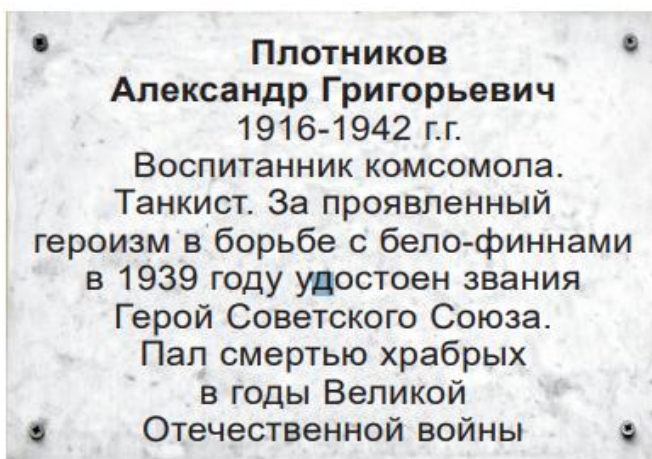 Плотников
Александр Григорьевич
1916-1942 г.г.
Воспитанник комсомола.
Танкист. За проявленный
героизм в борьбе с бело-финнами
в 1939 году удостоен звания
Герой Советского Союза.
Пал смертью храбрых
в годы Великой
Отечественной войны